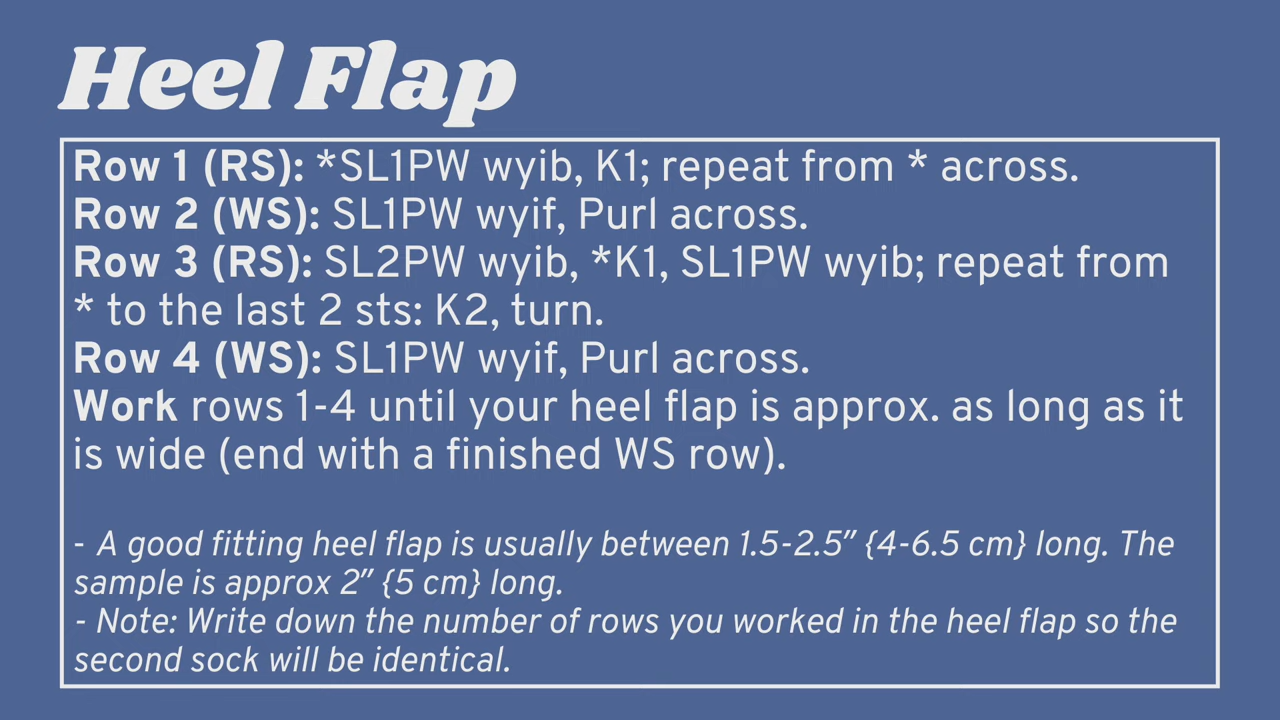 Heel Flap
Row 1 (RS): *SL1PW wyib, K1; repeat from * across.
Row 2 (WS): SL1PW wyif, Purl across.
Row 3 (RS): SL2PW wyib, *K1, SL1PW wyib; repeat from
* to the last 2 sts: K2, turn.
Row 4 (WS): SL1PW wyif, Purl across.
Work rows 1-4 until your heel flap is approx. as long as it
is wide (end with a finished WS row).
- A good fitting heel flap is usually between 1.5-2.5” {4-6.5 cm} long. The
sample is approx 2” {5 cm} long.
- Note: Write down the number of rows you worked in the heel flap so the
second sock will be identical.